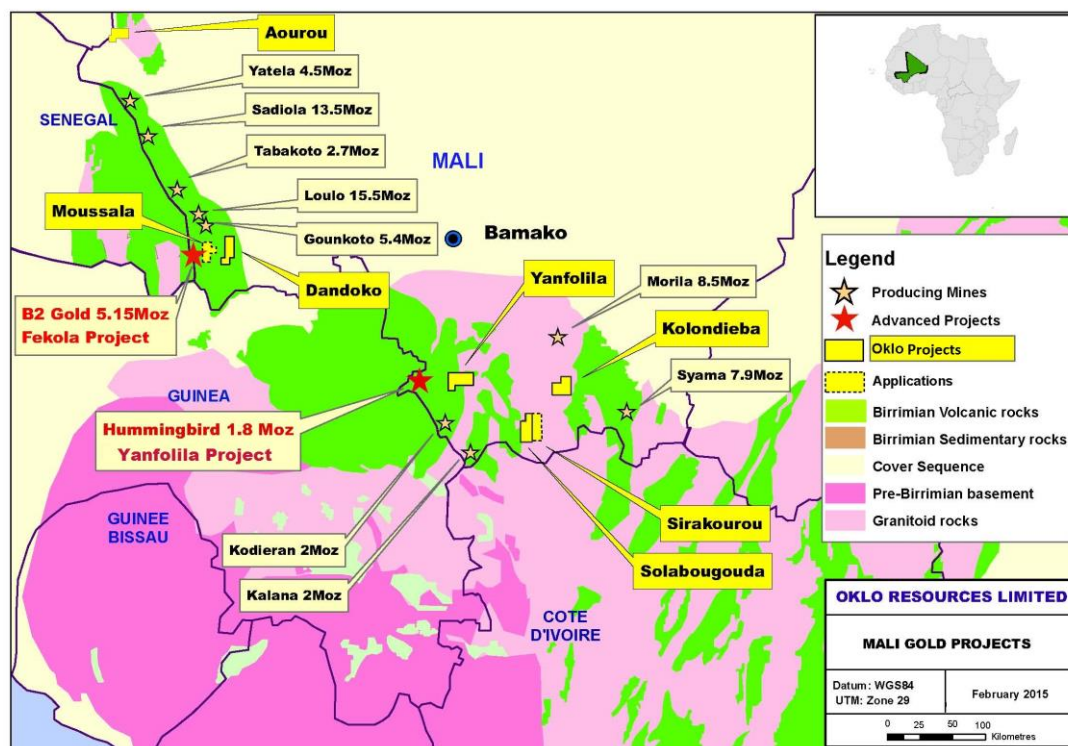 Aourou
Yatela 4.5Moz
SENEGAL
Sadiola 13.5Moz
Tabakoto 2.7Moz
MALI
Loulo 15.5Moz
Moussala
Gounkoto 5.4Moz
Bamako
Dandoko
Yanfolila
Morila 8.5Moz
B2 Gold 5.15Moz
Fekola Project
Kolondieba
Syama 7.9Moz
GUINEA
Hummingbird 1.8 Moz
Yanfolila Project
GUINEE
BISSAU
Sirakourou
Kodieran 2Moz
Solabougouda
Kalana 2Moz
COTE
D'IVOIRE
Legend
Producing Mines
Advanced Projects
Oklo Projects
Applications
Birrimian Volcanic rocks
Birrimian Sedimentary rocks
Cover Sequence
Pre-Birrimian basement
Granitoid rocks
OKLO RESOURCES LIMITED
MALI GOLD PROJECTS
Datum: WGS84
UTM: Zone 29
February 2015
0 25 50 100
Kilometres